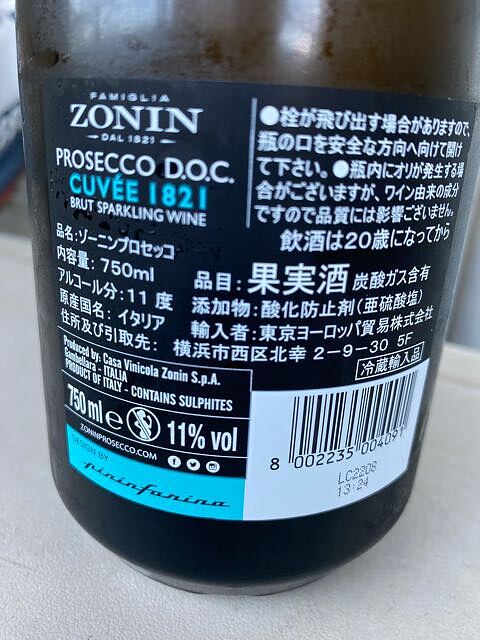 FAMIGLIA
ZONIN
DAL 1821
PROSECCO D.O.C.
CUVÉE 1821
BRUT SPARKLING WINE
●栓が飛び出す場合がありますので、
瓶の口を安全な方向へ向けて開け
て下さい。●瓶内にオリが発生する場
合がございますが、ワイン由来の成分
ですので品質には影響ございません。
飲酒は20歳になってから
品名:ゾーニンプロセッコ
内容量:750ml
アルコール分:11度
原産国名:イタリア
住所及び引取先:
品目:果実酒 炭酸ガス含有
添加物:酸化防止剤(亜硫酸塩)
輸入者:東京ヨーロッパ貿易株式会社
横浜市西区北幸 2-9-30 5F
冷蔵輸入品
Produced by: Casa Vinicola Zonin S.p.A.
Gambellara - ITALIA
PRODUCT OF ITALY - CONTAINS SULPHITES
750 ml e 11% vol
ZONINPROSECCO.COM
DESIGN BY
pininfarina
8 002235 004091
LC2208
13:24